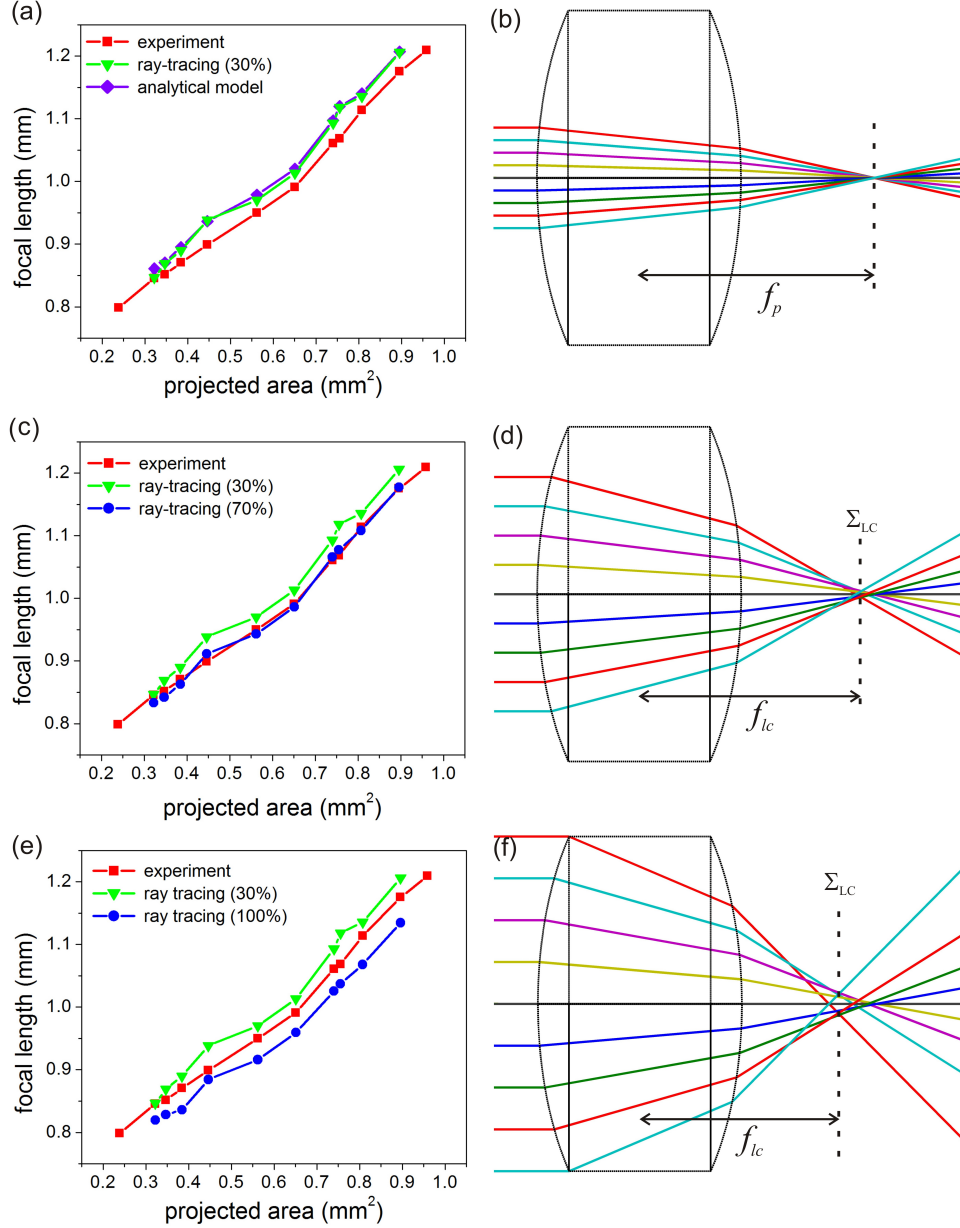 (a)
experiment
ray-tracing (30%)
analytical model
1.2
1.1
1.0
0.9
0.8
focal length (mm)
0.2 0.3 0.4 0.5 0.6 0.7 0.8 0.9 1.0
projected area (mm²)
(b)
fₚ
(c)
experiment
ray-tracing (30%)
ray-tracing (70%)
1.2
1.1
1.0
0.9
0.8
focal length (mm)
0.2 0.3 0.4 0.5 0.6 0.7 0.8 0.9 1.0
projected area (mm²)
(d)
Σ_LC
f_lc
(e)
experiment
ray tracing (30%)
ray tracing (100%)
1.2
1.1
1.0
0.9
0.8
focal length (mm)
0.2 0.3 0.4 0.5 0.6 0.7 0.8 0.9 1.0
projected area (mm²)
(f)
Σ_LC
f_lc